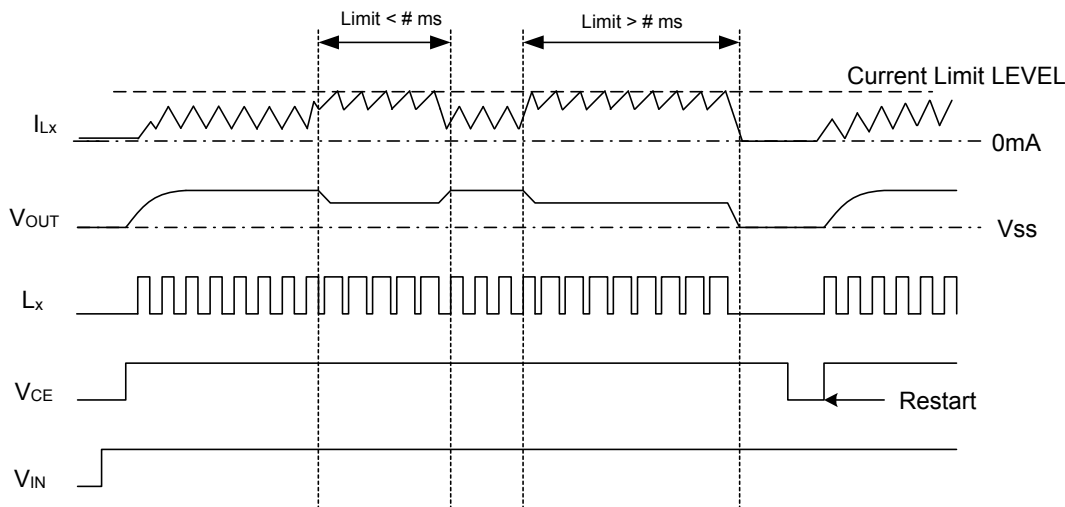 Limit < # ms
Limit > # ms
Current Limit LEVEL
ILx
0mA
VOUT
Vss
Lx
VCE
Restart
VIN